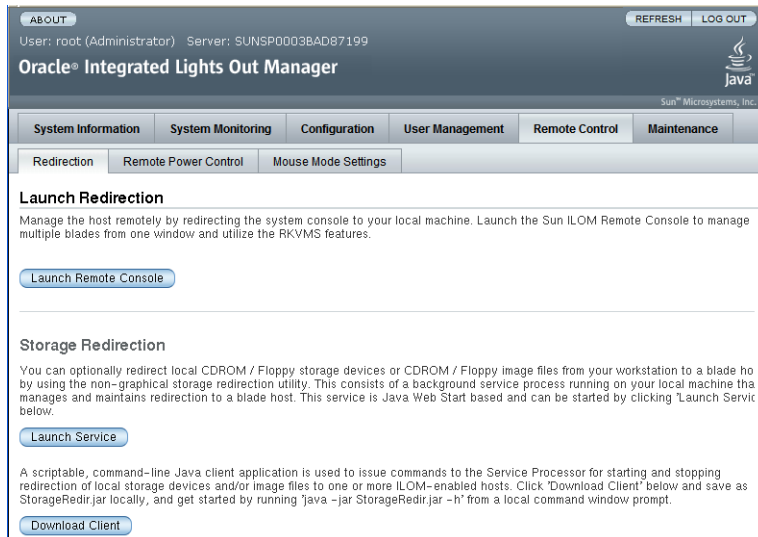 ABOUT
REFRESH LOG OUT
User: root (Administrator) Server: SUNSP0003BAD87199
Oracle® Integrated Lights Out Manager
Java™
Sun™ Microsystems, Inc.
System Information System Monitoring Configuration User Management Remote Control Maintenance
Redirection Remote Power Control Mouse Mode Settings
Launch Redirection
Manage the host remotely by redirecting the system console to your local machine. Launch the Sun ILOM Remote Console to manage
multiple blades from one window and utilize the RKVMS features.
Launch Remote Console
Storage Redirection
You can optionally redirect local CDROM / Floppy storage devices or CDROM / Floppy image files from your workstation to a blade ho
by using the non-graphical storage redirection utility. This consists of a background service process running on your local machine tha
manages and maintains redirection to a blade host. This service is Java Web Start based and can be started by clicking 'Launch Servic
below.
Launch Service
A scriptable, command-line Java client application is used to issue commands to the Service Processor for starting and stopping
redirection of local storage devices and/or image files to one or more ILOM-enabled hosts. Click 'Download Client' below and save as
StorageRedir.jar locally, and get started by running 'java -jar StorageRedir.jar -h' from a local command window prompt.
Download Client